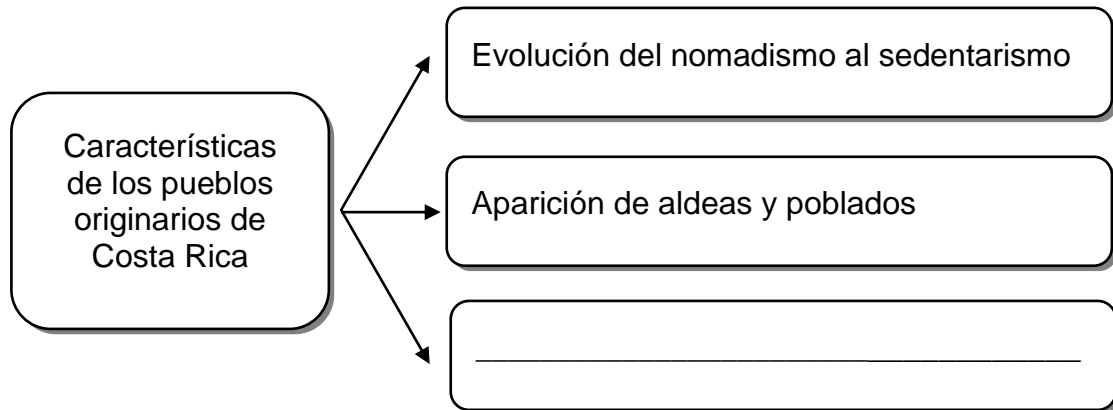 Características
de los pueblos
originarios de
Costa Rica
Evolución del nomadismo al sedentarismo
Aparición de aldeas y poblados